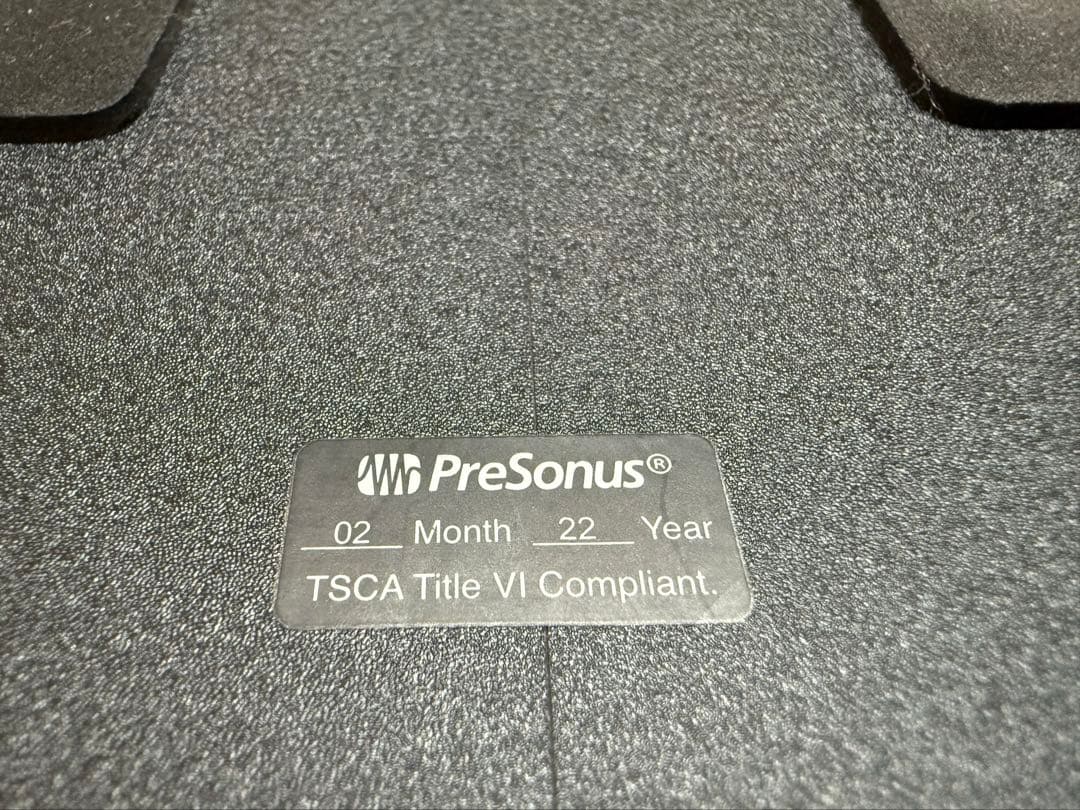 PreSonus®
02 Month 22 Year
TSCA Title VI Compliant.